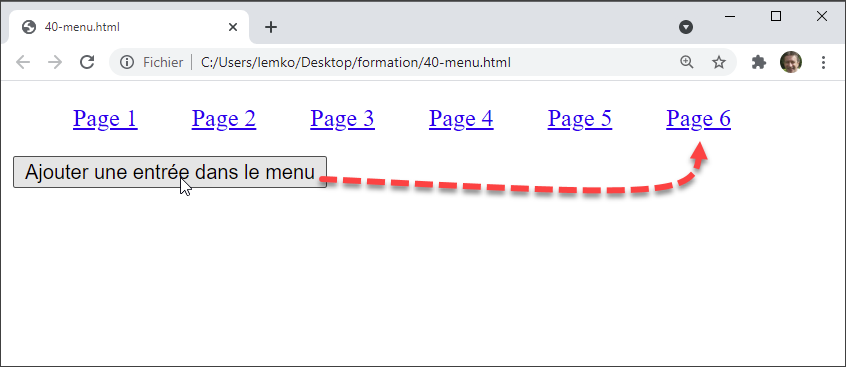 40-menu.html
Fichier C:/Users/lemko/Desktop/formation/40-menu.html
Page 1 Page 2 Page 3 Page 4 Page 5 Page 6
Ajouter une entrée dans le menu